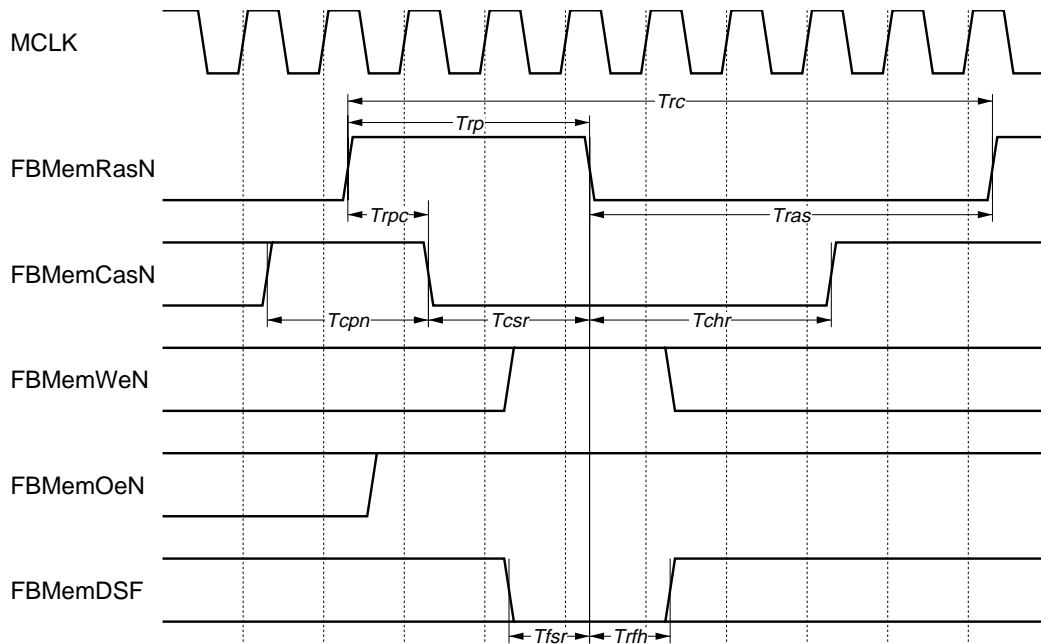 MCLK
Trc
Trp
FBMemRasN
Trpc
Tras
FBMemCasN
Tcpn Tcsr Tchr
FBMemWeN
FBMemOeN
FBMemDSF
Tfsr Trfh